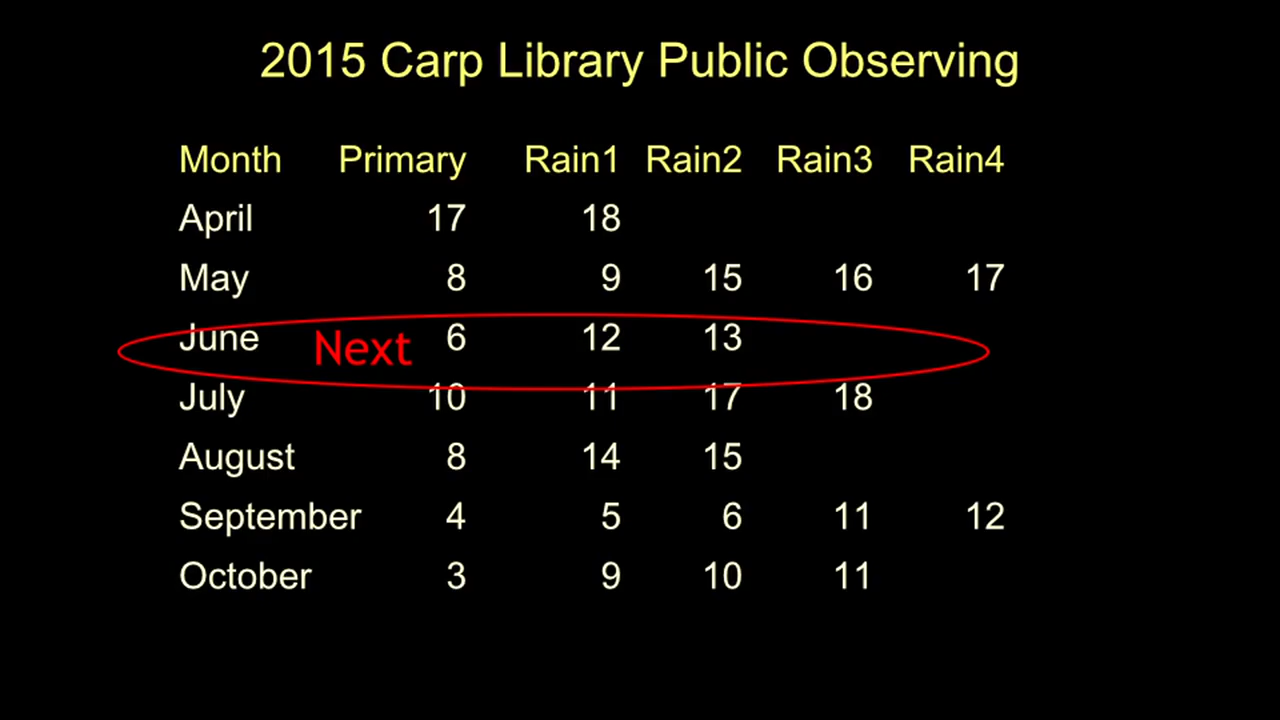 2015 Carp Library Public Observing
Month Primary Rain1 Rain2 Rain3 Rain4
April 17 18
May 8 9 15 16 17
June Next 6 12 13
July 10 11 17 18
August 8 14 15
September 4 5 6 11 12
October 3 9 10 11